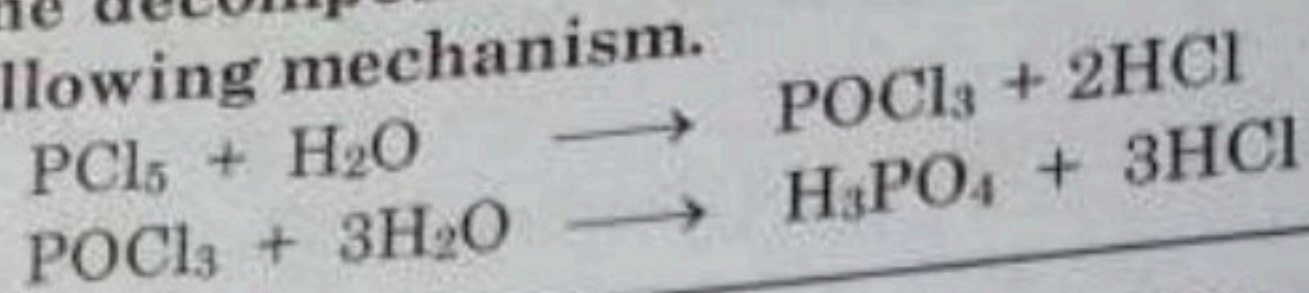 llowing mechanism.
PCl₅ + H₂O ⟶ POCl₃ + 2HCl
POCl₃ + 3H₂O ⟶ H₃PO₄ + 3HCl